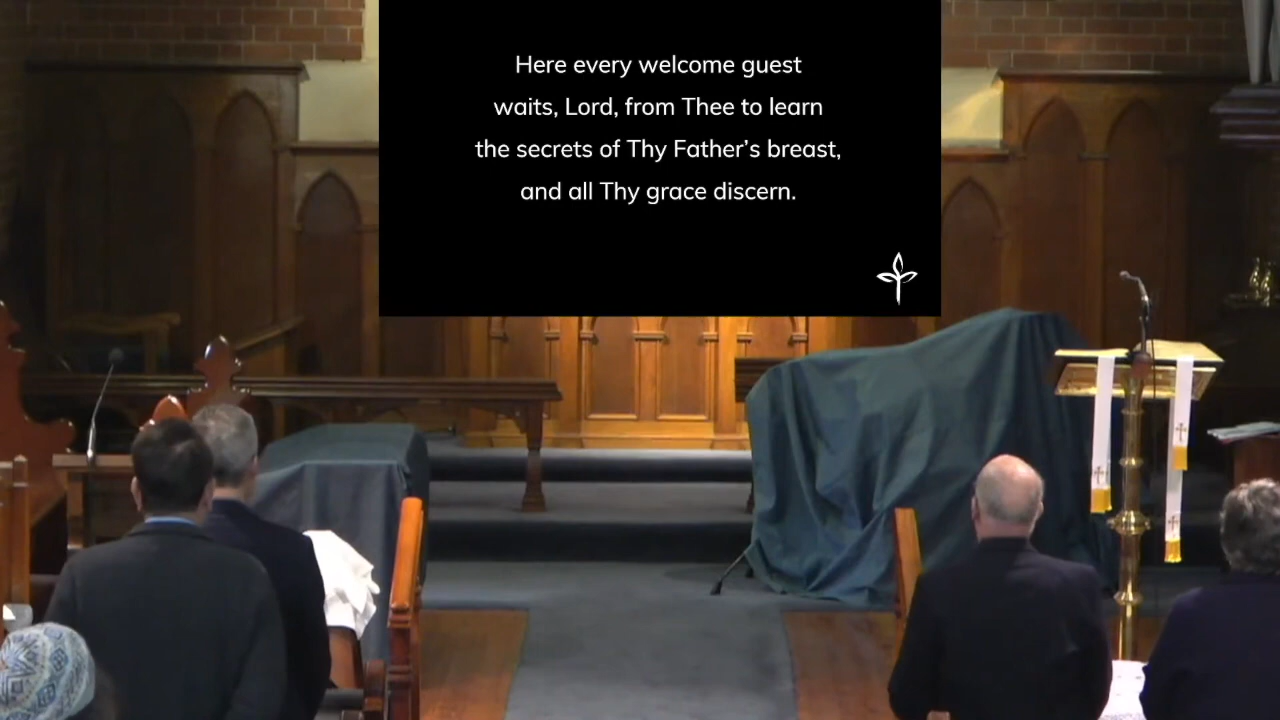 Here every welcome guest
waits, Lord, from Thee to learn
the secrets of Thy Father’s breast,
and all Thy grace discern.